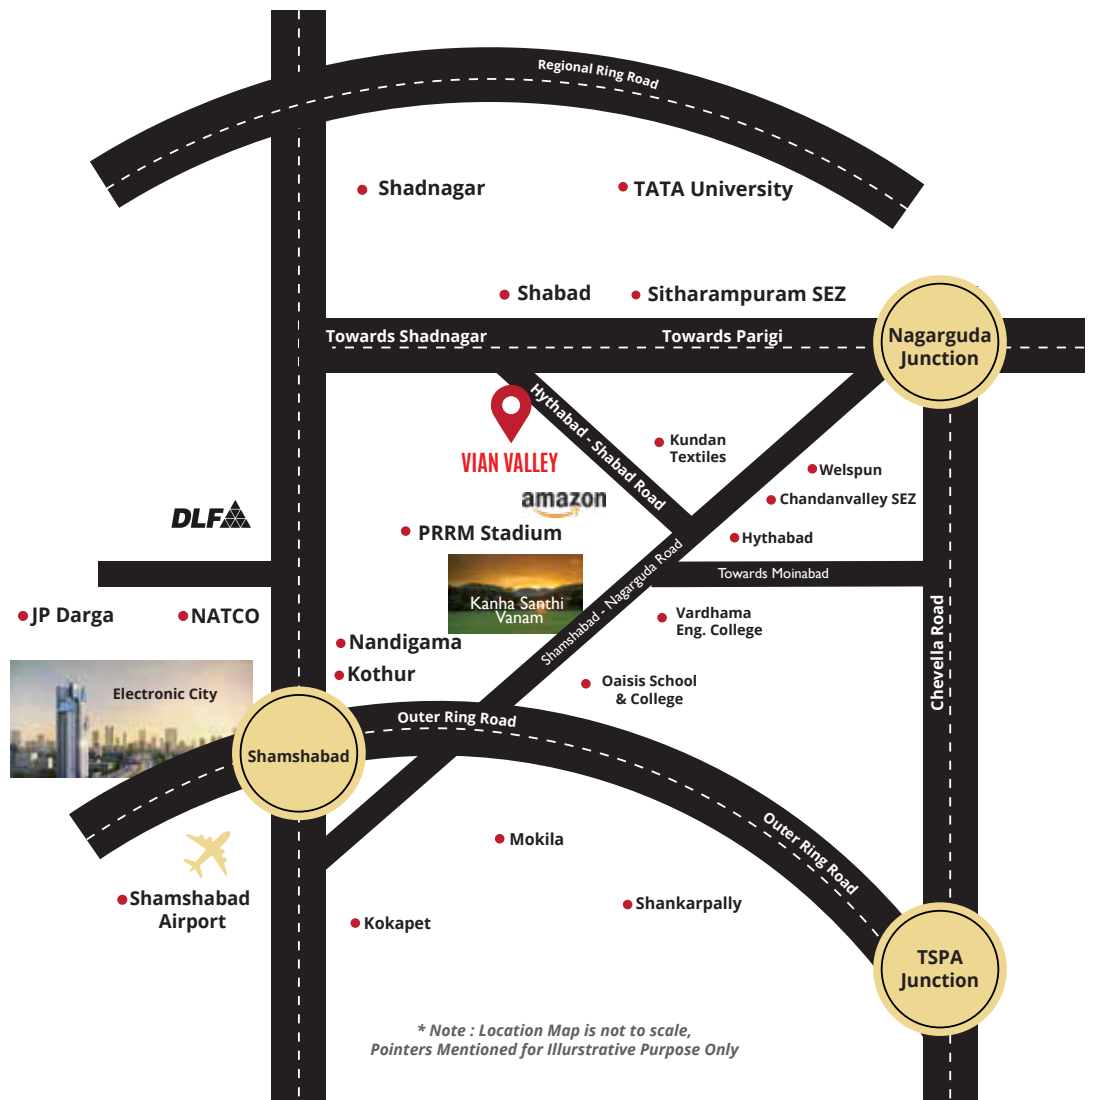 Regional Ring Road
Shadnagar
TATA University
Shabad
Sitharampuram SEZ
Towards Shadnagar
Towards Parigi
Nagarguda
Junction
Hythabad - Shabad Road
Kundan
Textiles
VIAN VALLEY
Welspun
amazon
Chandanvalley SEZ
DLF
PRRM Stadium
Hythabad
Kanha Santhi
Vanam
Shamshabad - Nagarguda Road
Towards Moinabad
JP Darga
NATCO
Vardhama
Eng. College
Chevella Road
Nandigama
Kothur
Oaisis School
& College
Electronic City
Outer Ring Road
Shamshabad
Outer Ring Road
Mokila
Shamshabad
Airport
Shankarpally
Kokapet
TSPA
Junction
* Note : Location Map is not to scale,
Pointers Mentioned for Illurstrative Purpose Only